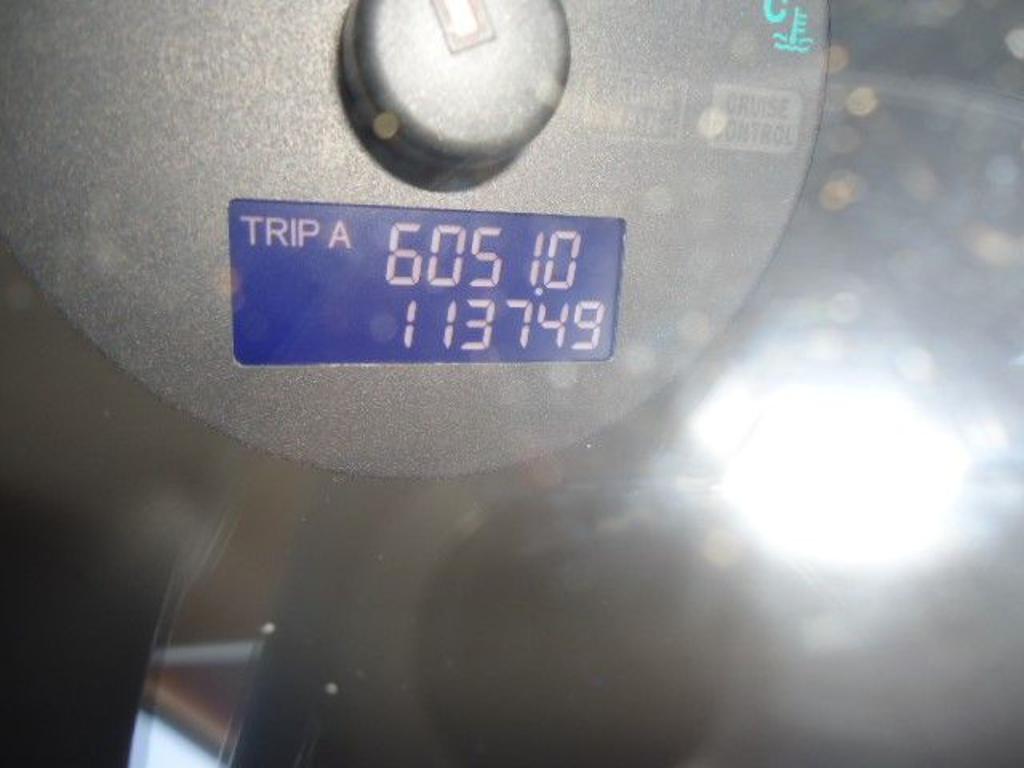 C
CRUISE
CONTROL
TRIP A 6051.0
113749